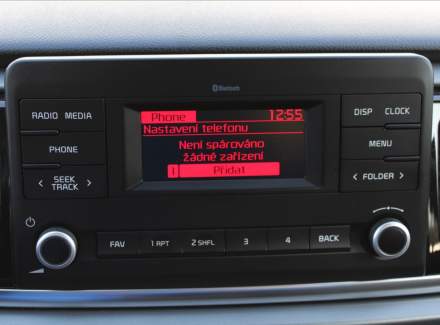 Bluetooth
RADIO MEDIA
PHONE
< SEEK >
TRACK
Phone 12:55
Nastavení telefonu
Není spárováno
žádné zařízení
1 Přidat
DISP CLOCK
MENU
< FOLDER >
FAV 1 RPT 2 SHFL 3 4 BACK